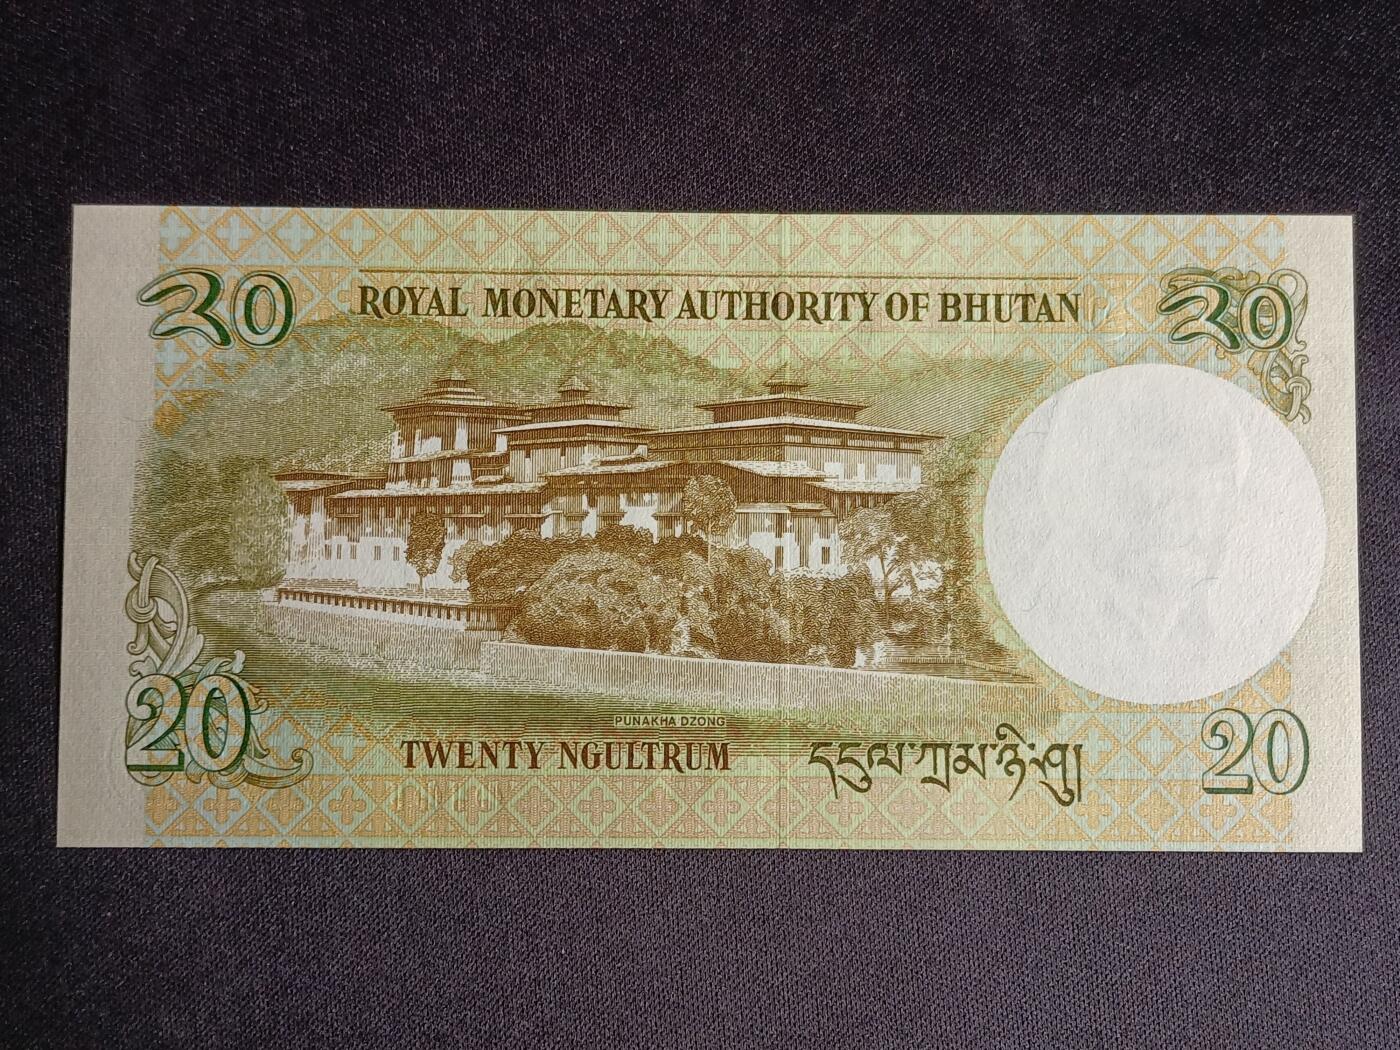 ༢༠ ROYAL MONETARY AUTHORITY OF BHUTAN ༢༠
PUNAKHA DZONG
20 TWENTY NGULTRUM དངུལ་ཀྲམ་ཉི་ཤུ། 20